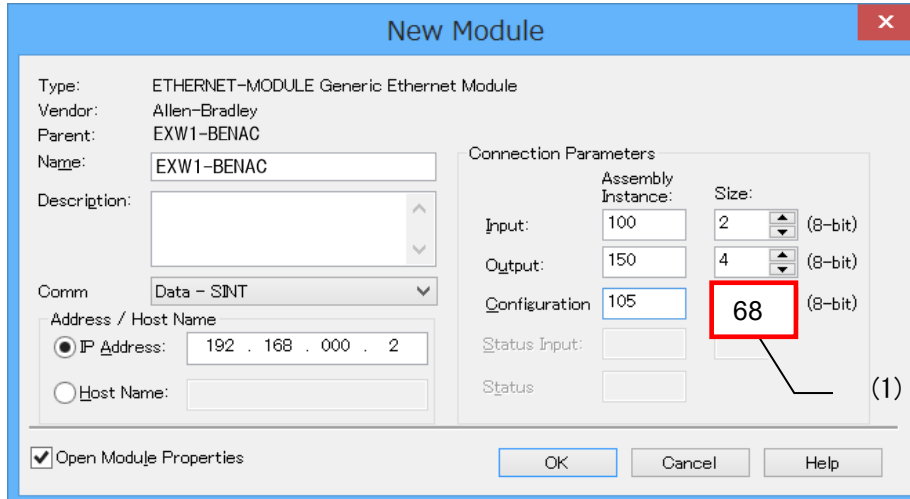 New Module
×
Type: ETHERNET-MODULE Generic Ethernet Module
Vendor: Allen-Bradley
Parent: EXW1-BENAC
Name: EXW1-BENAC
Description:
Comm Data - SINT
Address / Host Name
IP Address: 192 . 168 . 000 . 2
Host Name:
Connection Parameters
Assembly
Instance: Size:
Input: 100 2 (8-bit)
Output: 150 4 (8-bit)
Configuration 105 68 (8-bit)
Status Input:
Status
(1)
Open Module Properties
OK Cancel Help